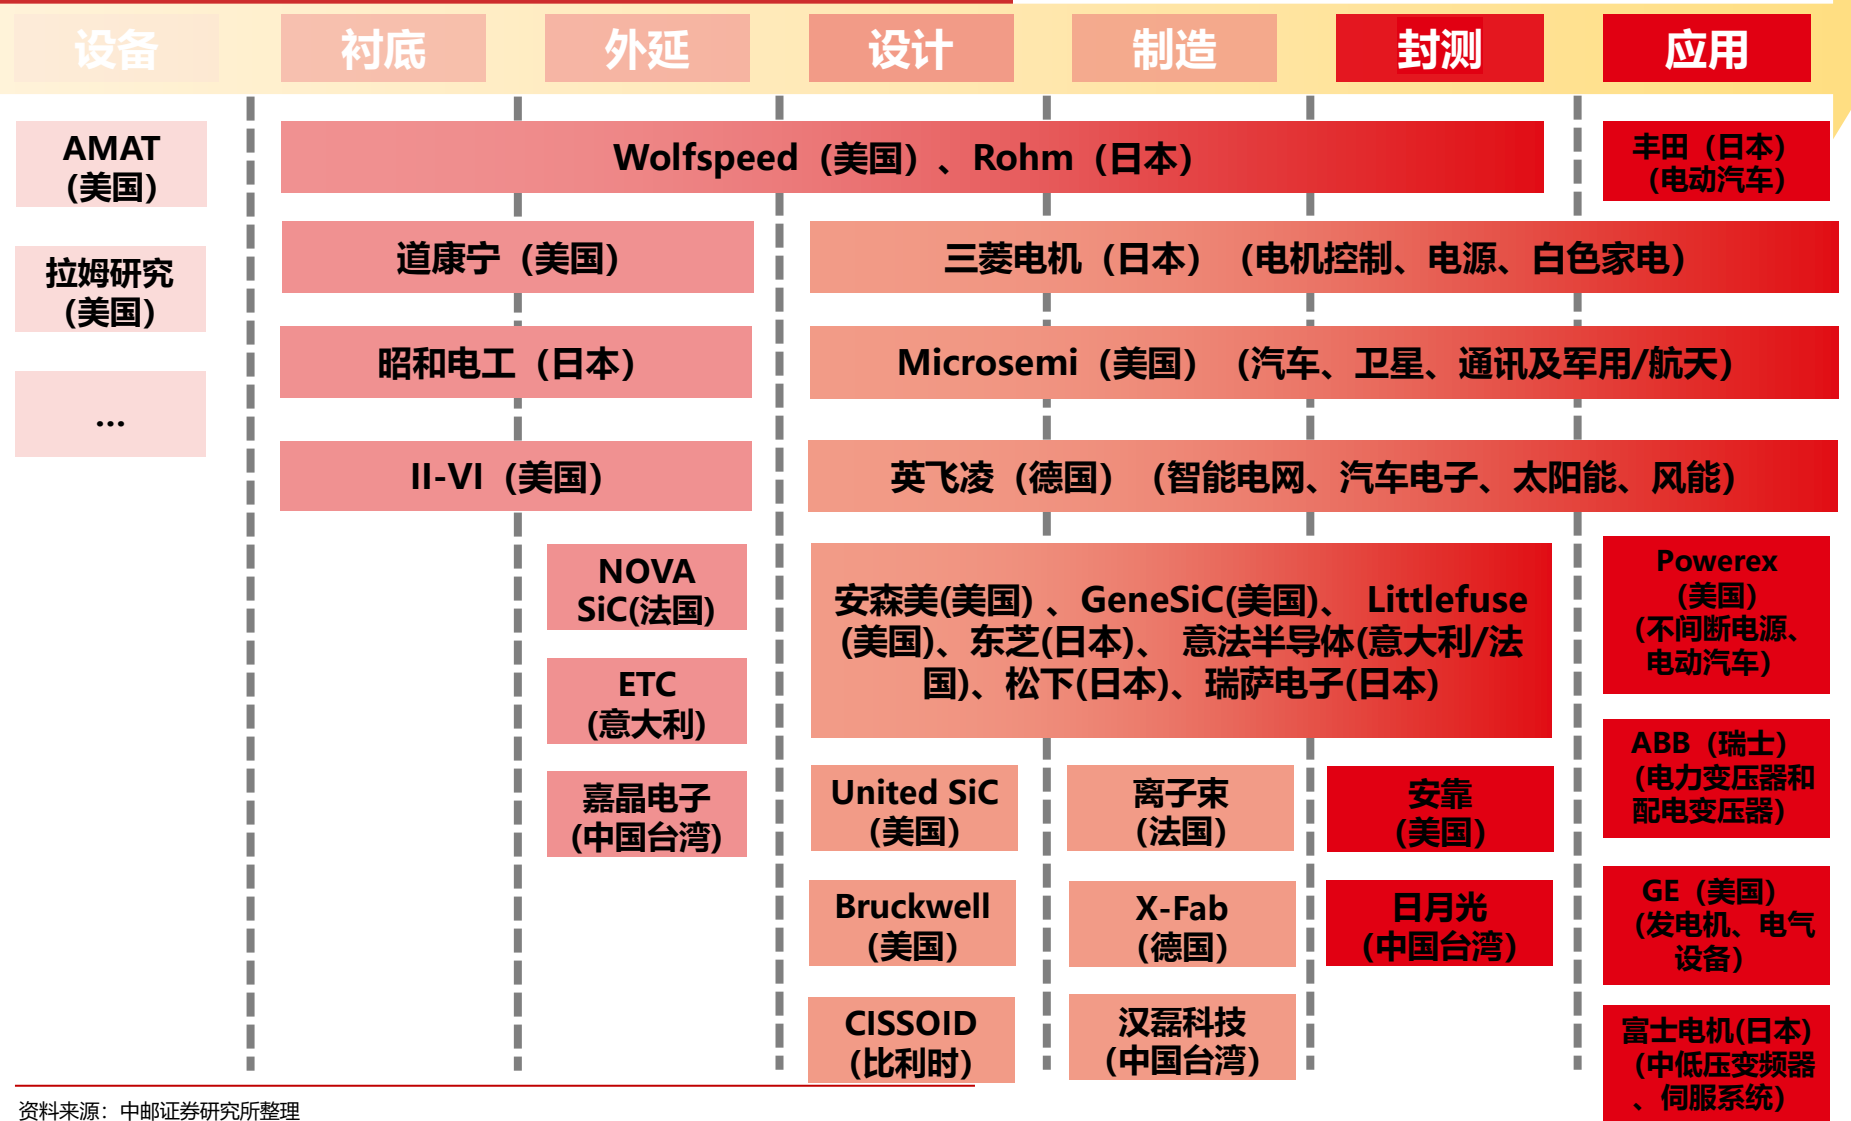 设备
衬底
外延
设计
制造
封测
应用
AMAT
(美国)
拉姆研究
(美国)
...
Wolfspeed（美国）、Rohm（日本）
道康宁（美国）
昭和电工（日本）
II-VI（美国）
NOVA
SiC(法国)
ETC
(意大利)
嘉晶电子
(中国台湾)
三菱电机（日本）（电机控制、电源、白色家电）
Microsemi（美国）（汽车、卫星、通讯及军用/航天）
英飞凌（德国）（智能电网、汽车电子、太阳能、风能）
安森美(美国) 、GeneSiC(美国)、 Littlefuse
(美国)、东芝(日本)、 意法半导体(意大利/法
国)、松下(日本)、瑞萨电子(日本)
United SiC
(美国)
Bruckwell
(美国)
CISSOID
(比利时)
离子束
(法国)
X-Fab
(德国)
汉磊科技
(中国台湾)
安靠
(美国)
日月光
(中国台湾)
丰田（日本）
（电动汽车）
Powerex
(美国)
(不间断电源、
电动汽车)
ABB（瑞士）
(电力变压器和
配电变压器)
GE（美国）
(发电机、电气
设备)
富士电机(日本)
(中低压变频器
、伺服系统)
资料来源：中邮证券研究所整理